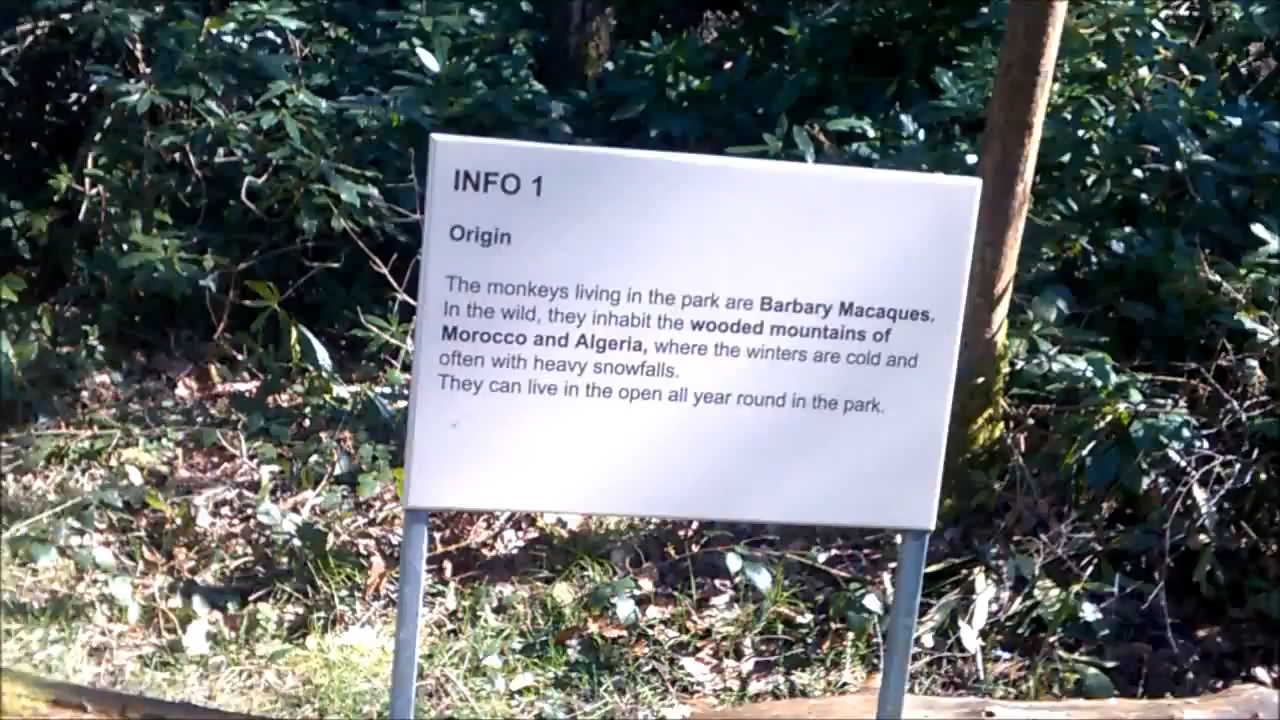 INFO 1
Origin
The monkeys living in the park are Barbary Macaques.
In the wild, they inhabit the wooded mountains of
Morocco and Algeria, where the winters are cold and
often with heavy snowfalls.
They can live in the open all year round in the park.